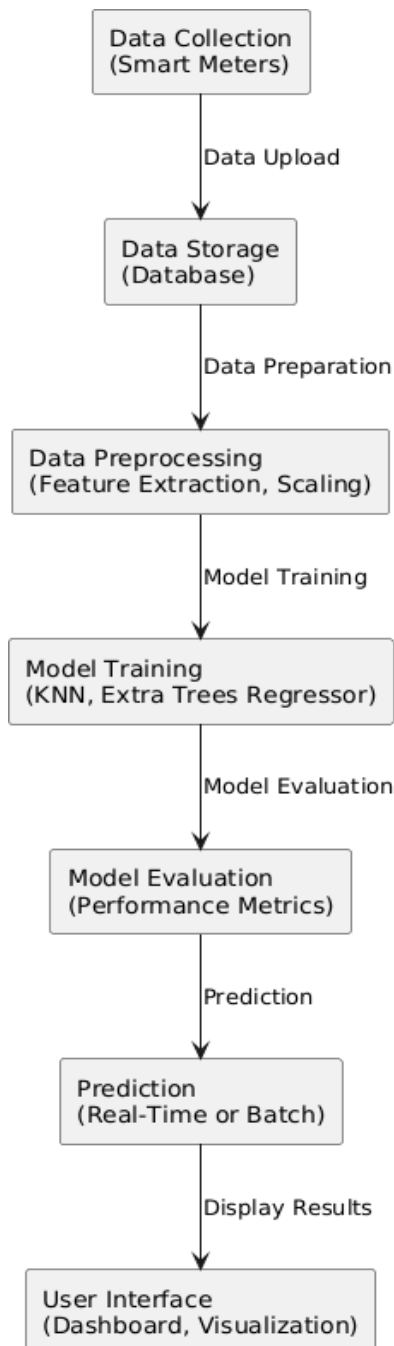 Data Collection
(Smart Meters)
Data Upload
Data Storage
(Database)
Data Preparation
Data Preprocessing
(Feature Extraction, Scaling)
Model Training
Model Training
(KNN, Extra Trees Regressor)
Model Evaluation
Model Evaluation
(Performance Metrics)
Prediction
Prediction
(Real-Time or Batch)
Display Results
User Interface
(Dashboard, Visualization)